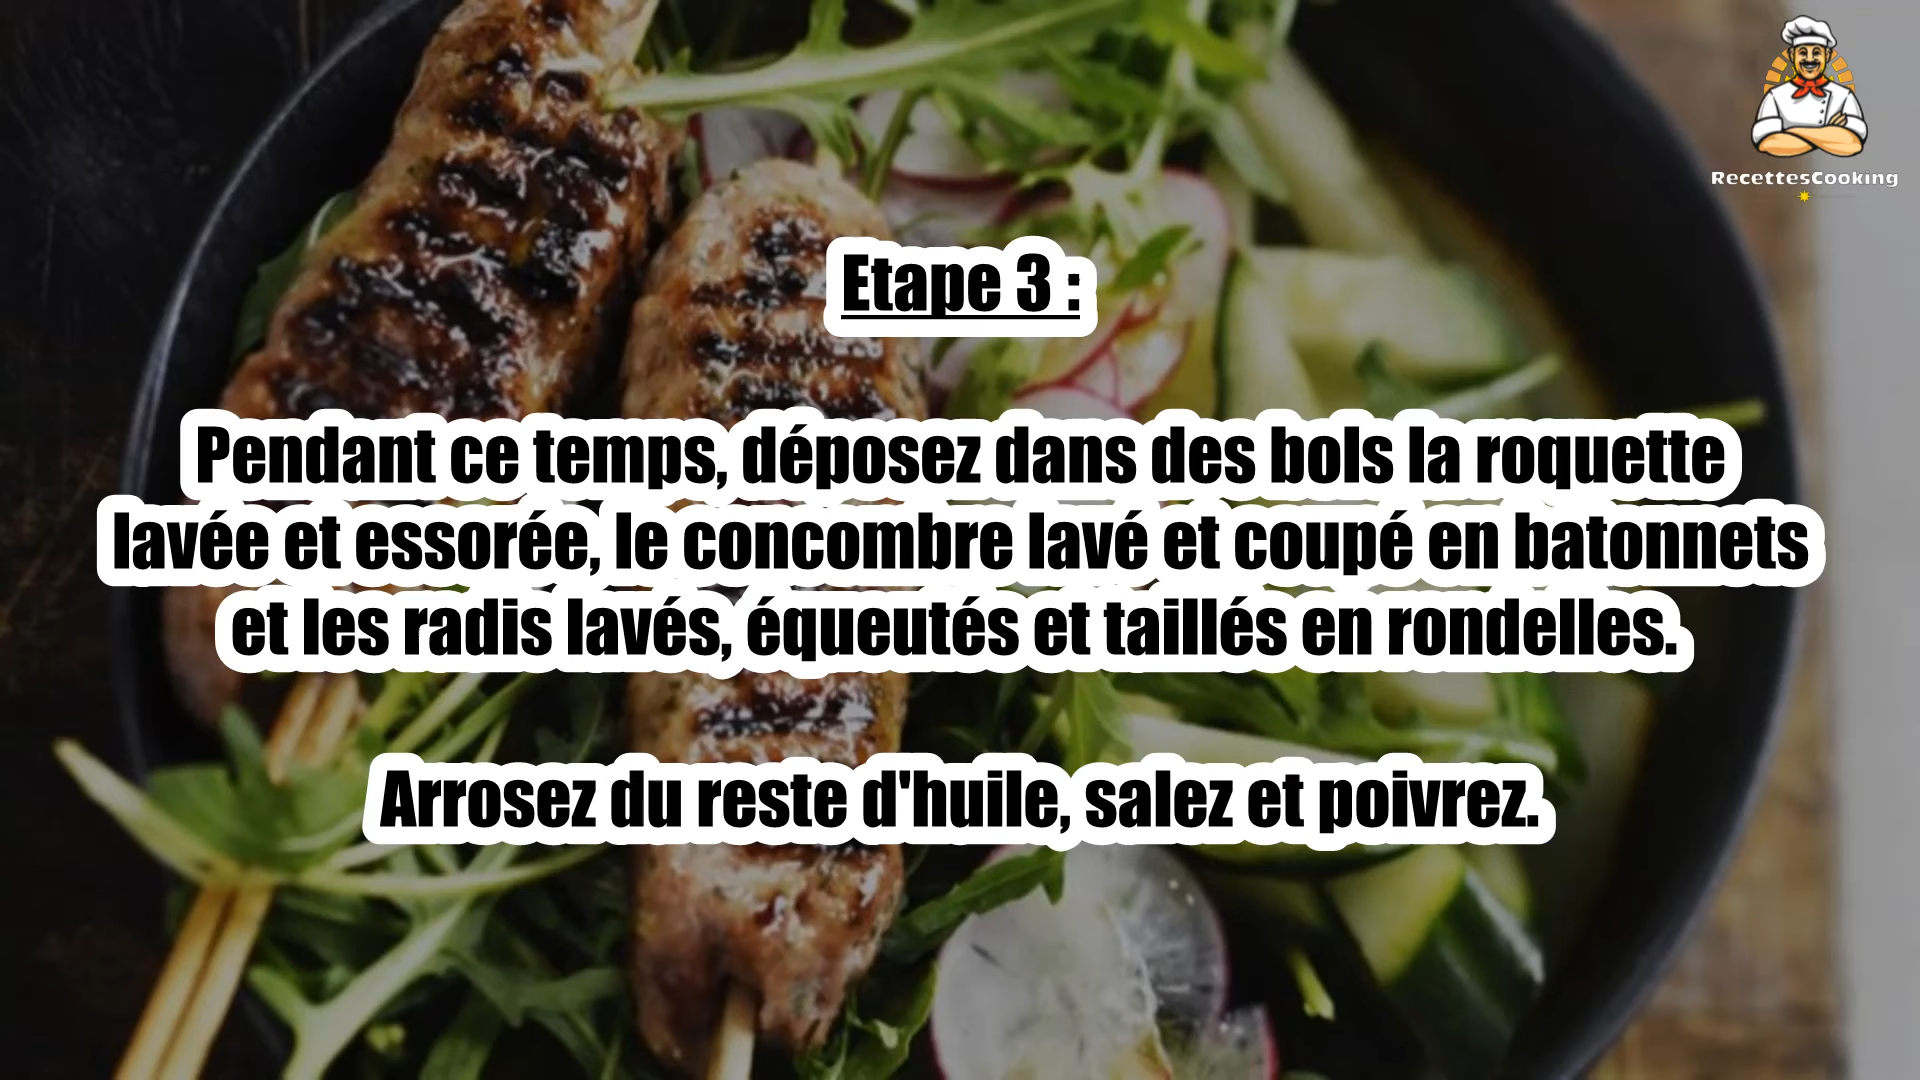 RecettesCooking
Etape 3 :
Pendant ce temps, déposez dans des bols la roquette
lavée et essorée, le concombre lavé et coupé en batonnets
et les radis lavés, équeutés et taillés en rondelles.
Arrosez du reste d'huile, salez et poivrez.